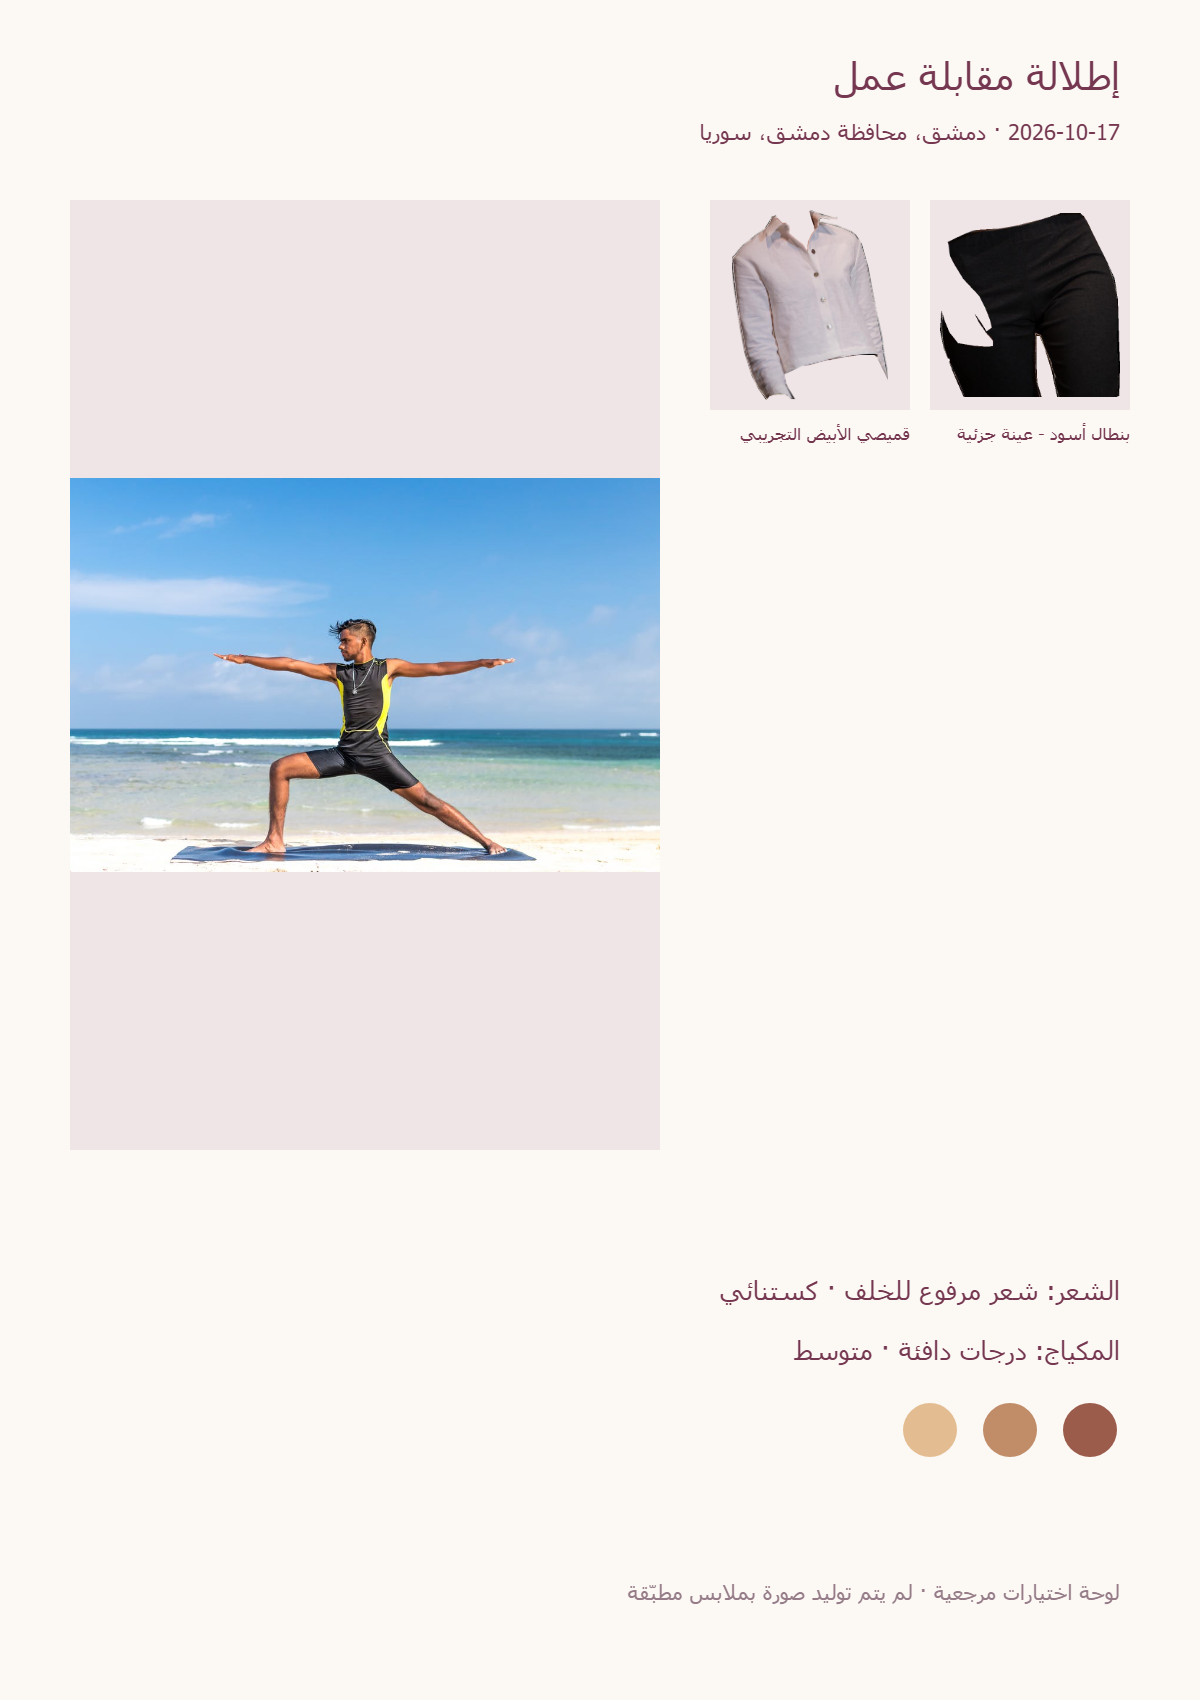 إطلالة مقابلة عمل
2026-10-17 · دمشق، محافظة دمشق، سوريا
بنطال أسود - عينة جزئية
قميصي الأبيض التجريبي
الشعر: شعر مرفوع للخلف · كستنائي
المكياج: درجات دافئة · متوسط
لوحة اختيارات مرجعية · لم يتم توليد صورة بملابس مطبّقة